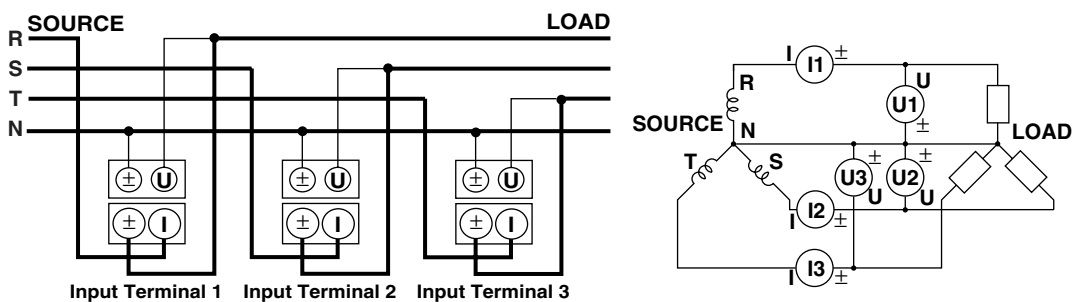 SOURCE LOAD
R
S
T
N
± U ± U ± U
± I ± I ± I
Input Terminal 1 Input Terminal 2 Input Terminal 3
I I1 ±
R U
U1
SOURCE N ± LOAD
T S ± ±
U3 U2
U U
I I2 ±
I I3 ±